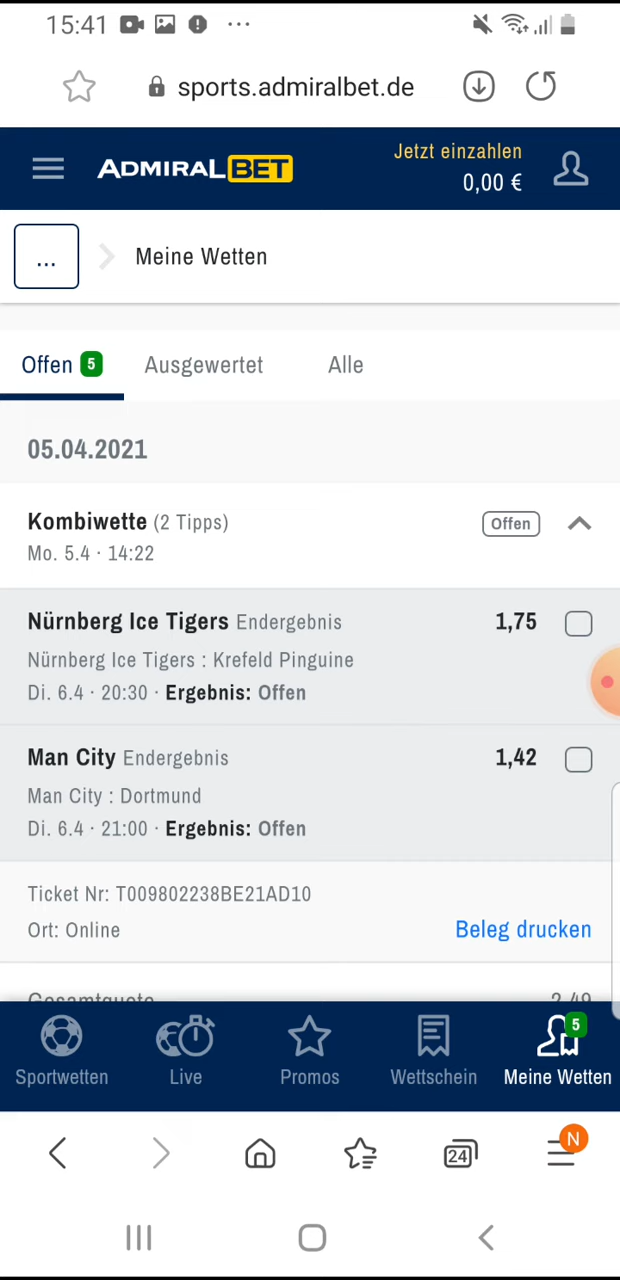 15:41
sports.admiralbet.de
ADMIRALBET
Jetzt einzahlen
0,00 €
...
Meine Wetten
Offen 5 Ausgewertet Alle
05.04.2021
Kombiwette (2 Tipps) Offen
Mo. 5.4 · 14:22
Nürnberg Ice Tigers Endergebnis 1,75
Nürnberg Ice Tigers : Krefeld Pinguine
Di. 6.4 · 20:30 · Ergebnis: Offen
Man City Endergebnis 1,42
Man City : Dortmund
Di. 6.4 · 21:00 · Ergebnis: Offen
Ticket Nr: T009802238BE21AD10
Ort: Online Beleg drucken
Gesamtquote 2,49
5
Sportwetten Live Promos Wettschein Meine Wetten
24 N